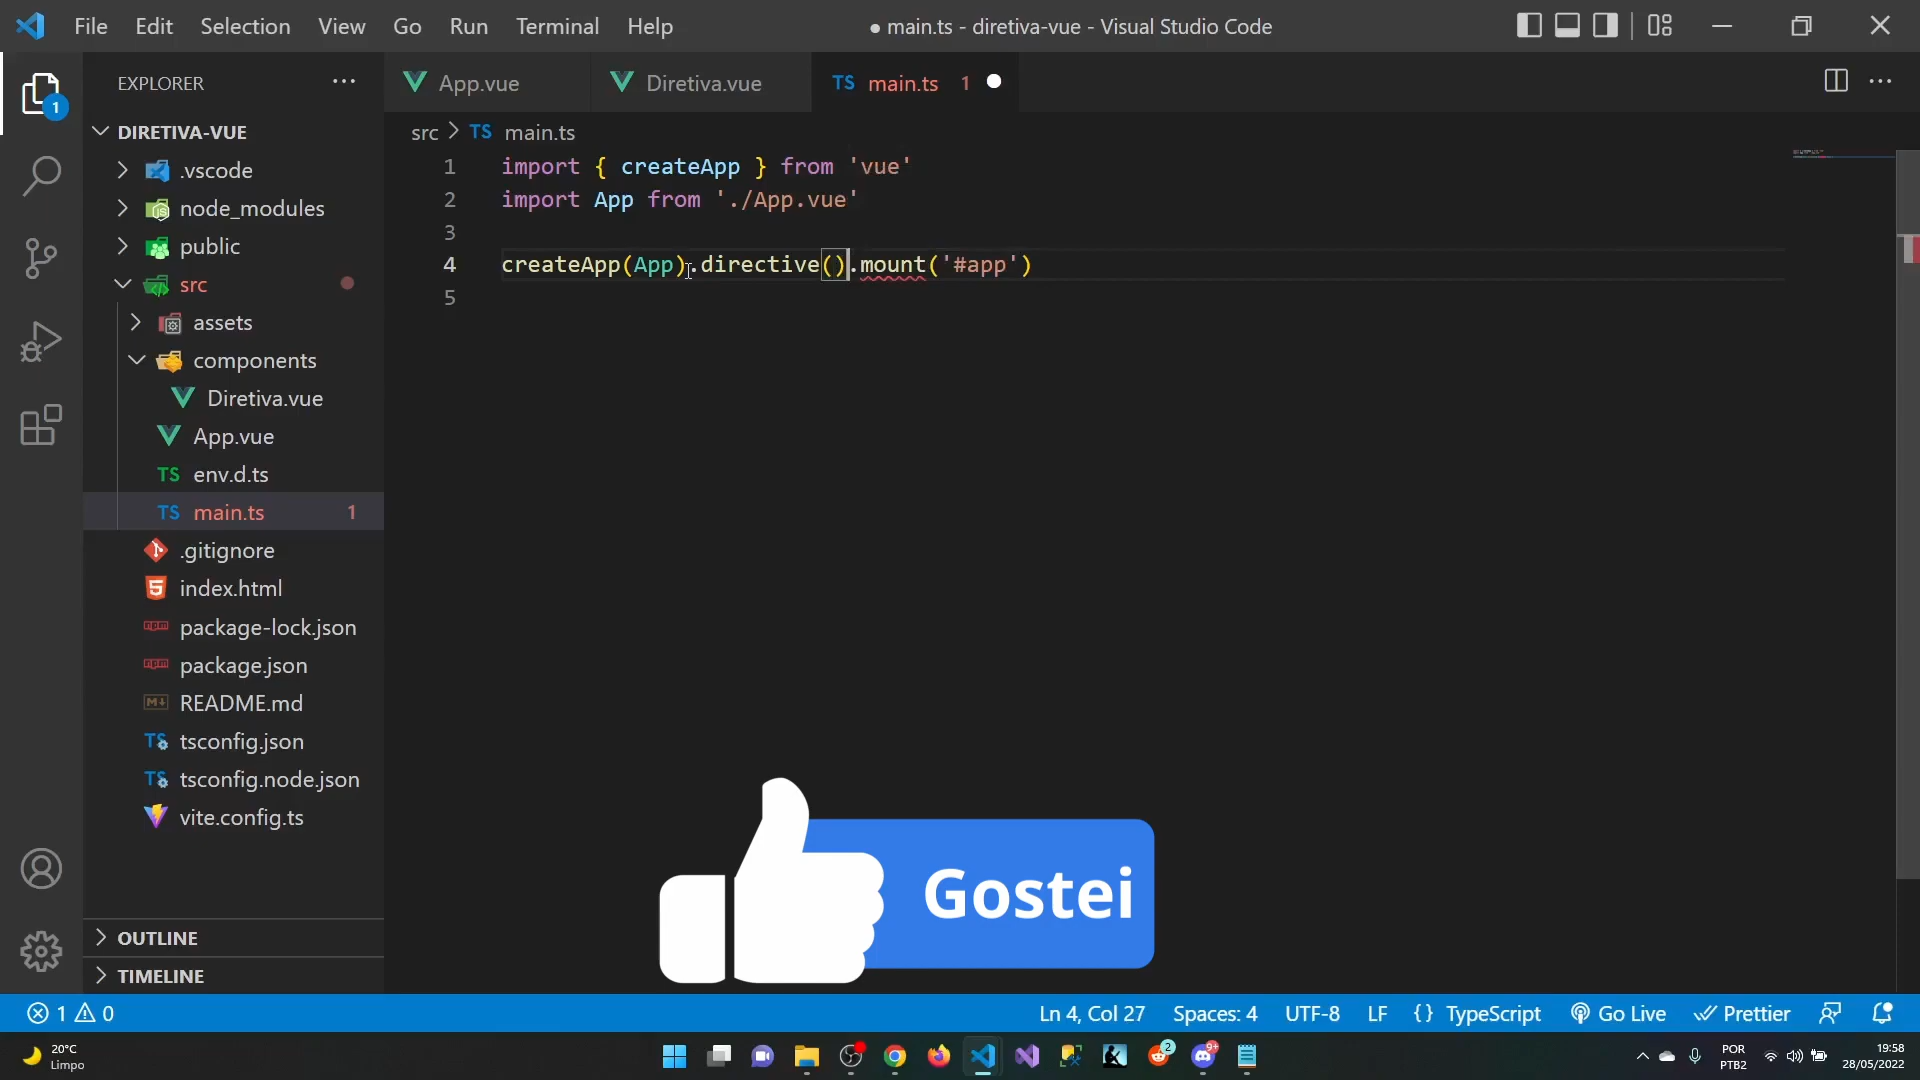 File Edit Selection View Go Run Terminal Help
● main.ts - diretiva-vue - Visual Studio Code
EXPLORER
App.vue
Diretiva.vue
TS main.ts 1
1
DIRETIVA-VUE
src > TS main.ts
.vscode
node_modules
public
src
assets
components
Diretiva.vue
App.vue
TS env.d.ts
TS main.ts 1
.gitignore
index.html
package-lock.json
package.json
README.md
TS tsconfig.json
TS tsconfig.node.json
vite.config.ts
OUTLINE
TIMELINE
1 import { createApp } from 'vue'
2 import App from './App.vue'
3
4 createApp(App).directive().mount('#app')
5
Gostei
1 0
Ln 4, Col 27 Spaces: 4 UTF-8 LF {} TypeScript Go Live Prettier
20°C
Limpo
2
9+
POR
PTB2
19:58
28/05/2022